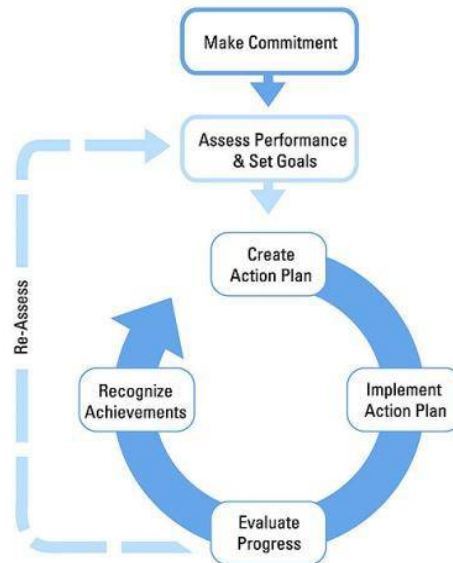 Make Commitment
Assess Performance
& Set Goals
Create
Action Plan
Re-Assess
Recognize
Achievements
Implement
Action Plan
Evaluate
Progress